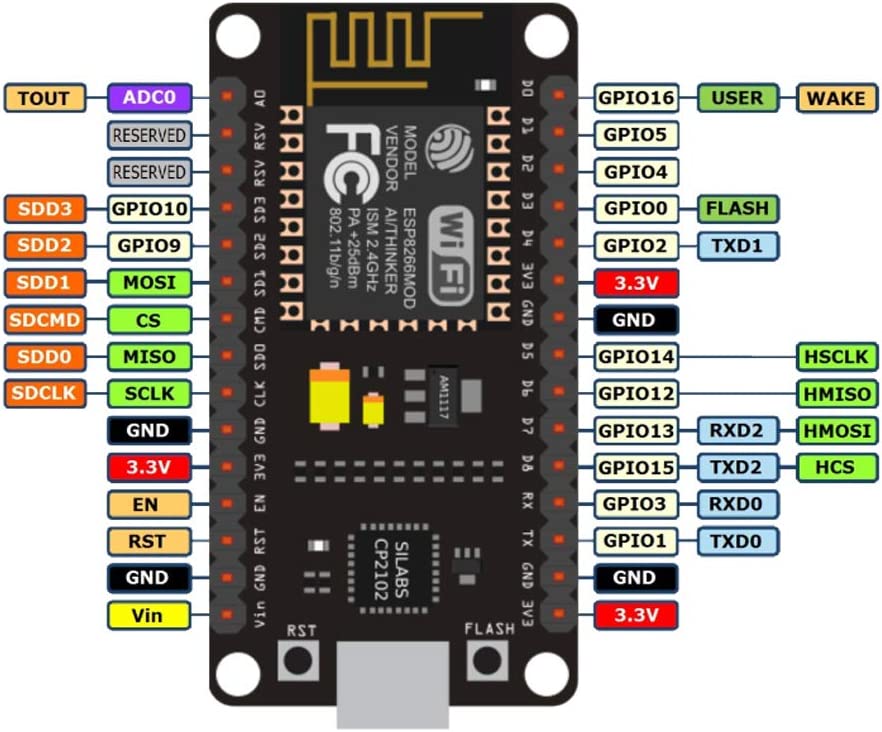 TOUT ADC0 A0 D0 GPIO16 USER WAKE
RESERVED RSV D1 GPIO5
RESERVED RSV D2 GPIO4
SDD3 GPIO10 SD3 D3 GPIO0 FLASH
SDD2 GPIO9 SD2 D4 GPIO2 TXD1
SDD1 MOSI SD1 3V3 3.3V
SDCMD CS CMD GND GND
SDD0 MISO SD0 D5 GPIO14 HSCLK
SDCLK SCLK CLK D6 GPIO12 HMISO
GND GND D7 GPIO13 RXD2 HMOSI
3.3V 3V3 D8 GPIO15 TXD2 HCS
EN EN RX GPIO3 RXD0
RST RST TX GPIO1 TXD0
GND GND GND GND
Vin Vin 3V3 3.3V
MODEL ESP8266MOD
VENDOR AI/THINKER
ISM 2.4GHz
PA +25dBm
802.11b/g/n
FC
Wi Fi
AM1117
SILABS
CP2102
RST
FLASH